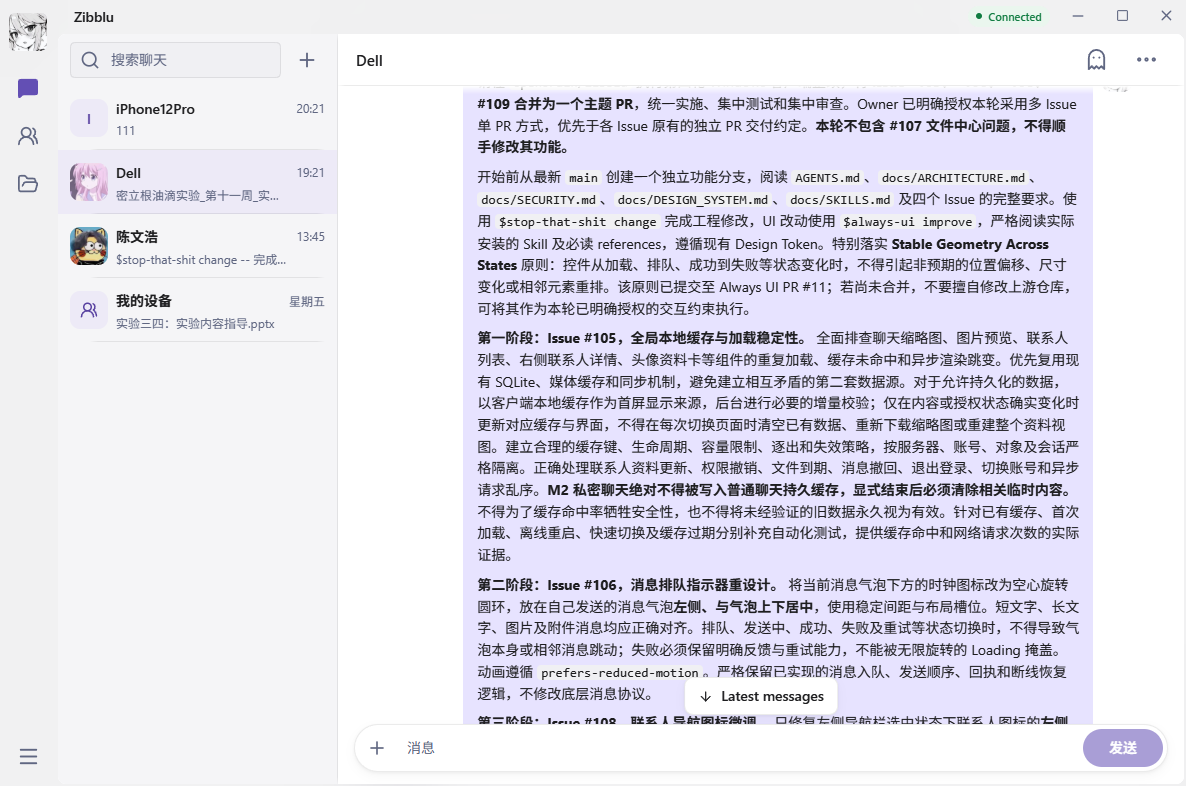 Zibblu
Connected
搜索聊天
Dell
I
iPhone12Pro
20:21
111
Dell
19:21
密立根油滴实验_第十一周_实...
陈文浩
13:45
$stop-that-shit change -- 完成...
我的设备
星期五
实验三四：实验内容指导.pptx
#109 合并为一个主题 PR，统一实施、集中测试和集中审查。Owner 已明确授权本轮采用多 Issue
单 PR 方式，优先于各 Issue 原有的独立 PR 交付约定。本轮不包含 #107 文件中心问题，不得顺
手修改其功能。
开始前从最新 main 创建一个独立功能分支，阅读 AGENTS.md、docs/ARCHITECTURE.md、
docs/SECURITY.md、docs/DESIGN_SYSTEM.md、docs/SKILLS.md 及四个 Issue 的完整要求。使
用 $stop-that-shit change 完成工程修改，UI 改动使用 $always-ui improve，严格阅读实际
安装的 Skill 及必读 references，遵循现有 Design Token。特别落实 Stable Geometry Across
States 原则：控件从加载、排队、成功到失败等状态变化时，不得引起非预期的位置偏移、尺寸
变化或相邻元素重排。该原则已提交至 Always UI PR #11；若尚未合并，不要擅自修改上游仓库，
可将其作为本轮已明确授权的交互约束执行。
第一阶段：Issue #105，全局本地缓存与加载稳定性。 全面排查聊天缩略图、图片预览、联系人
列表、右侧联系人详情、头像资料卡等组件的重复加载、缓存未命中和异步渲染跳变。优先复用现
有 SQLite、媒体缓存和同步机制，避免建立相互矛盾的第二套数据源。对于允许持久化的数据，
以客户端本地缓存作为首屏显示来源，后台进行必要的增量校验；仅在内容或授权状态确实变化时
更新对应缓存与界面，不得在每次切换页面时清空已有数据、重新下载缩略图或重建整个资料视
图。建立合理的缓存键、生命周期、容量限制、逐出和失效策略，按服务器、账号、对象及会话严
格隔离。正确处理联系人资料更新、权限撤销、文件到期、消息撤回、退出登录、切换账号和异步
请求乱序。M2 私密聊天绝对不得被写入普通聊天持久缓存，显式结束后必须清除相关临时内容。
不得为了缓存命中率牺牲安全性，也不得将未经验证的旧数据永久视为有效。针对已有缓存、首次
加载、离线重启、快速切换及缓存过期分别补充自动化测试，提供缓存命中和网络请求次数的实际
证据。
第二阶段：Issue #106，消息排队指示器重设计。 将当前消息气泡下方的时钟图标改为空心旋转
圆环，放在自己发送的消息气泡左侧、与气泡上下居中，使用稳定间距与布局槽位。短文字、长文
字、图片及附件消息均应正确对齐。排队、发送中、成功、失败及重试等状态切换时，不得导致气
泡本身或相邻消息跳动；失败必须保留明确反馈与重试能力，不能被无限旋转的 Loading 掩盖。
动画遵循 prefers-reduced-motion。严格保留已实现的消息入队、发送顺序、回执和断线恢复
逻辑，不修改底层消息协议。
Latest messages
第三阶段：Issue #108，联系人导航图标微调。 只修复左侧导航栏选中状态下联系人图标的左侧
消息
发送